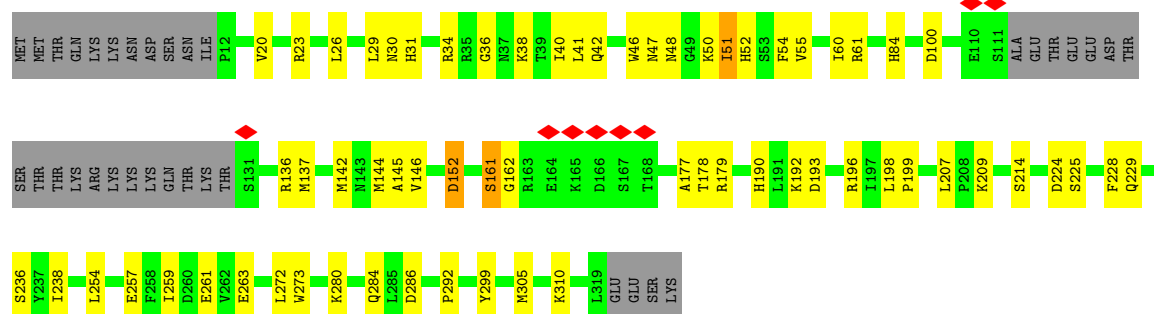 MET MET THR GLN LYS LYS ASN ASP SER ASN ILE P12 V20 R23 L26 L29 N30 H31 R34 R35 G36 N37 K38 T39 I40 L41 Q42 W46 N47 N48 G49 K50 I51 H52 S53 F54 V55 I60 R61 H84 D100 E110 S111 ALA GLU THR GLU GLU ASP THR
SER THR THR LYS ARG LYS LYS LYS GLN THR LYS THR S131 R136 M137 M142 N143 M144 A145 V146 D152 S161 G162 R163 E164 K165 D166 S167 T168 A177 T178 R179 H190 L191 K192 D193 R196 I197 L198 P199 L207 P208 K209 S214 D224 S225 F228 Q229
S236 Y237 I238 L254 E257 F258 I259 D260 E261 V262 E263 L272 W273 K280 Q284 L285 D286 P292 Y299 M305 K310 L319 GLU GLU SER LYS